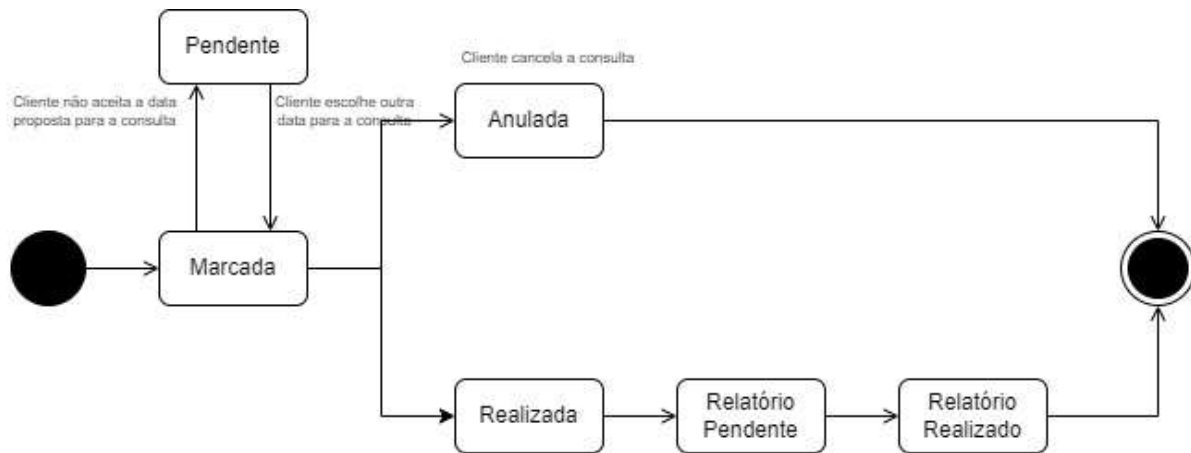 Pendente
Cliente cancela a consulta
Cliente não aceita a data
proposta para a consulta
Cliente escolhe outra
data para a consulta
Anulada
Marcada
Realizada
Relatório
Pendente
Relatório
Realizado